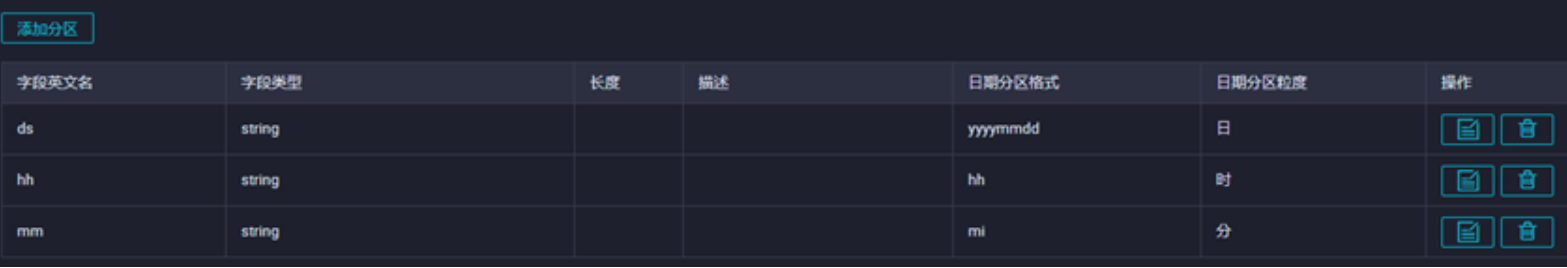 添加分区
字段英文名 字段类型 长度 描述 日期分区格式 日期分区粒度 操作
ds string yyyymmdd 日
hh string hh 时
mm string mi 分